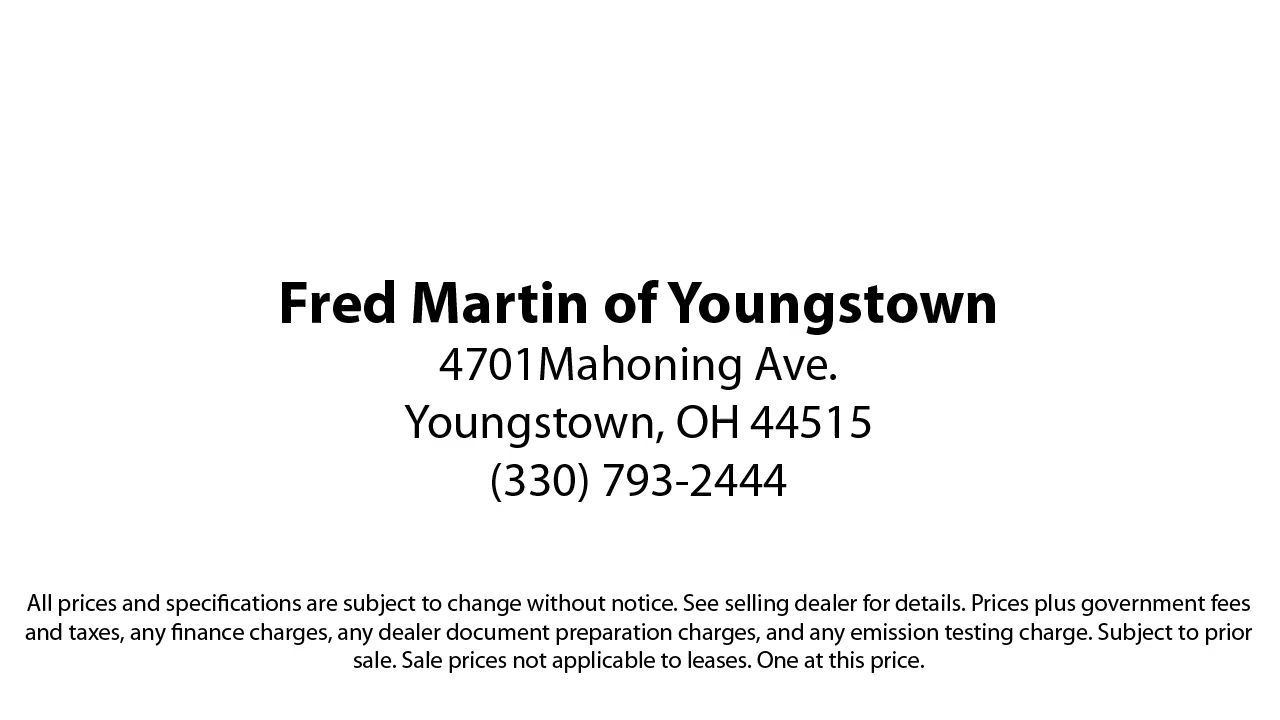 Fred Martin of Youngstown
4701Mahoning Ave.
Youngstown, OH 44515
(330) 793-2444
All prices and specifications are subject to change without notice. See selling dealer for details. Prices plus government fees
and taxes, any finance charges, any dealer document preparation charges, and any emission testing charge. Subject to prior
sale. Sale prices not applicable to leases. One at this price.